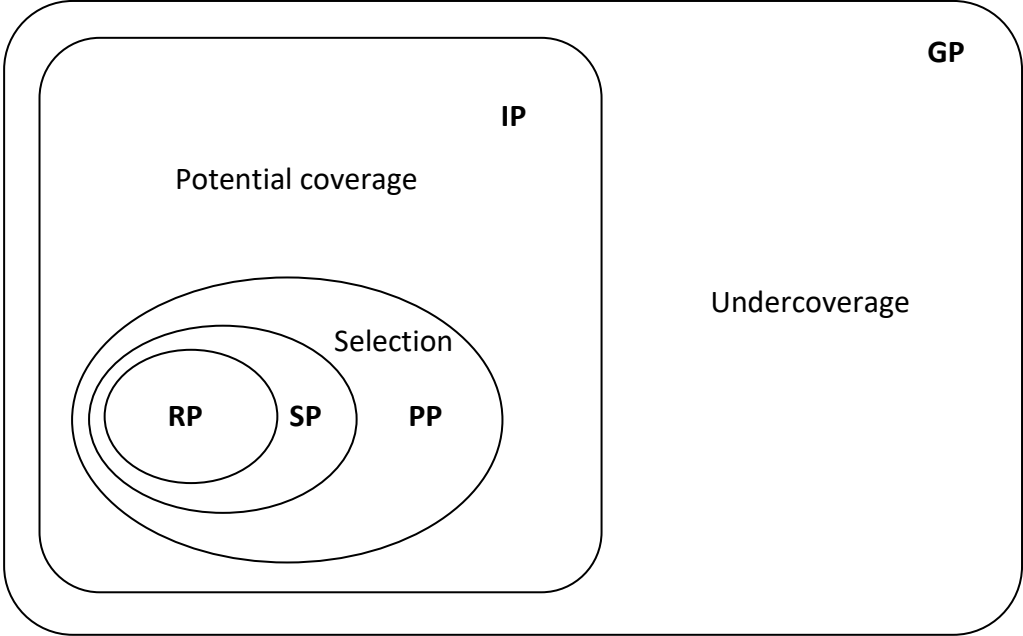 GP
IP
Potential coverage
Undercoverage
Selection
RP SP PP